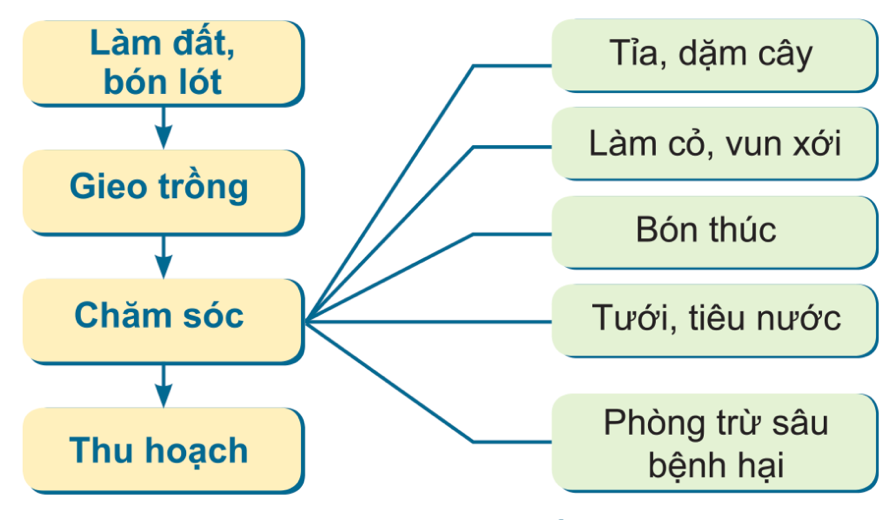 Làm đất,
bón lót
Gieo trồng
Chăm sóc
Thu hoạch
Tỉa, dặm cây
Làm cỏ, vun xới
Bón thúc
Tưới, tiêu nước
Phòng trừ sâu
bệnh hại